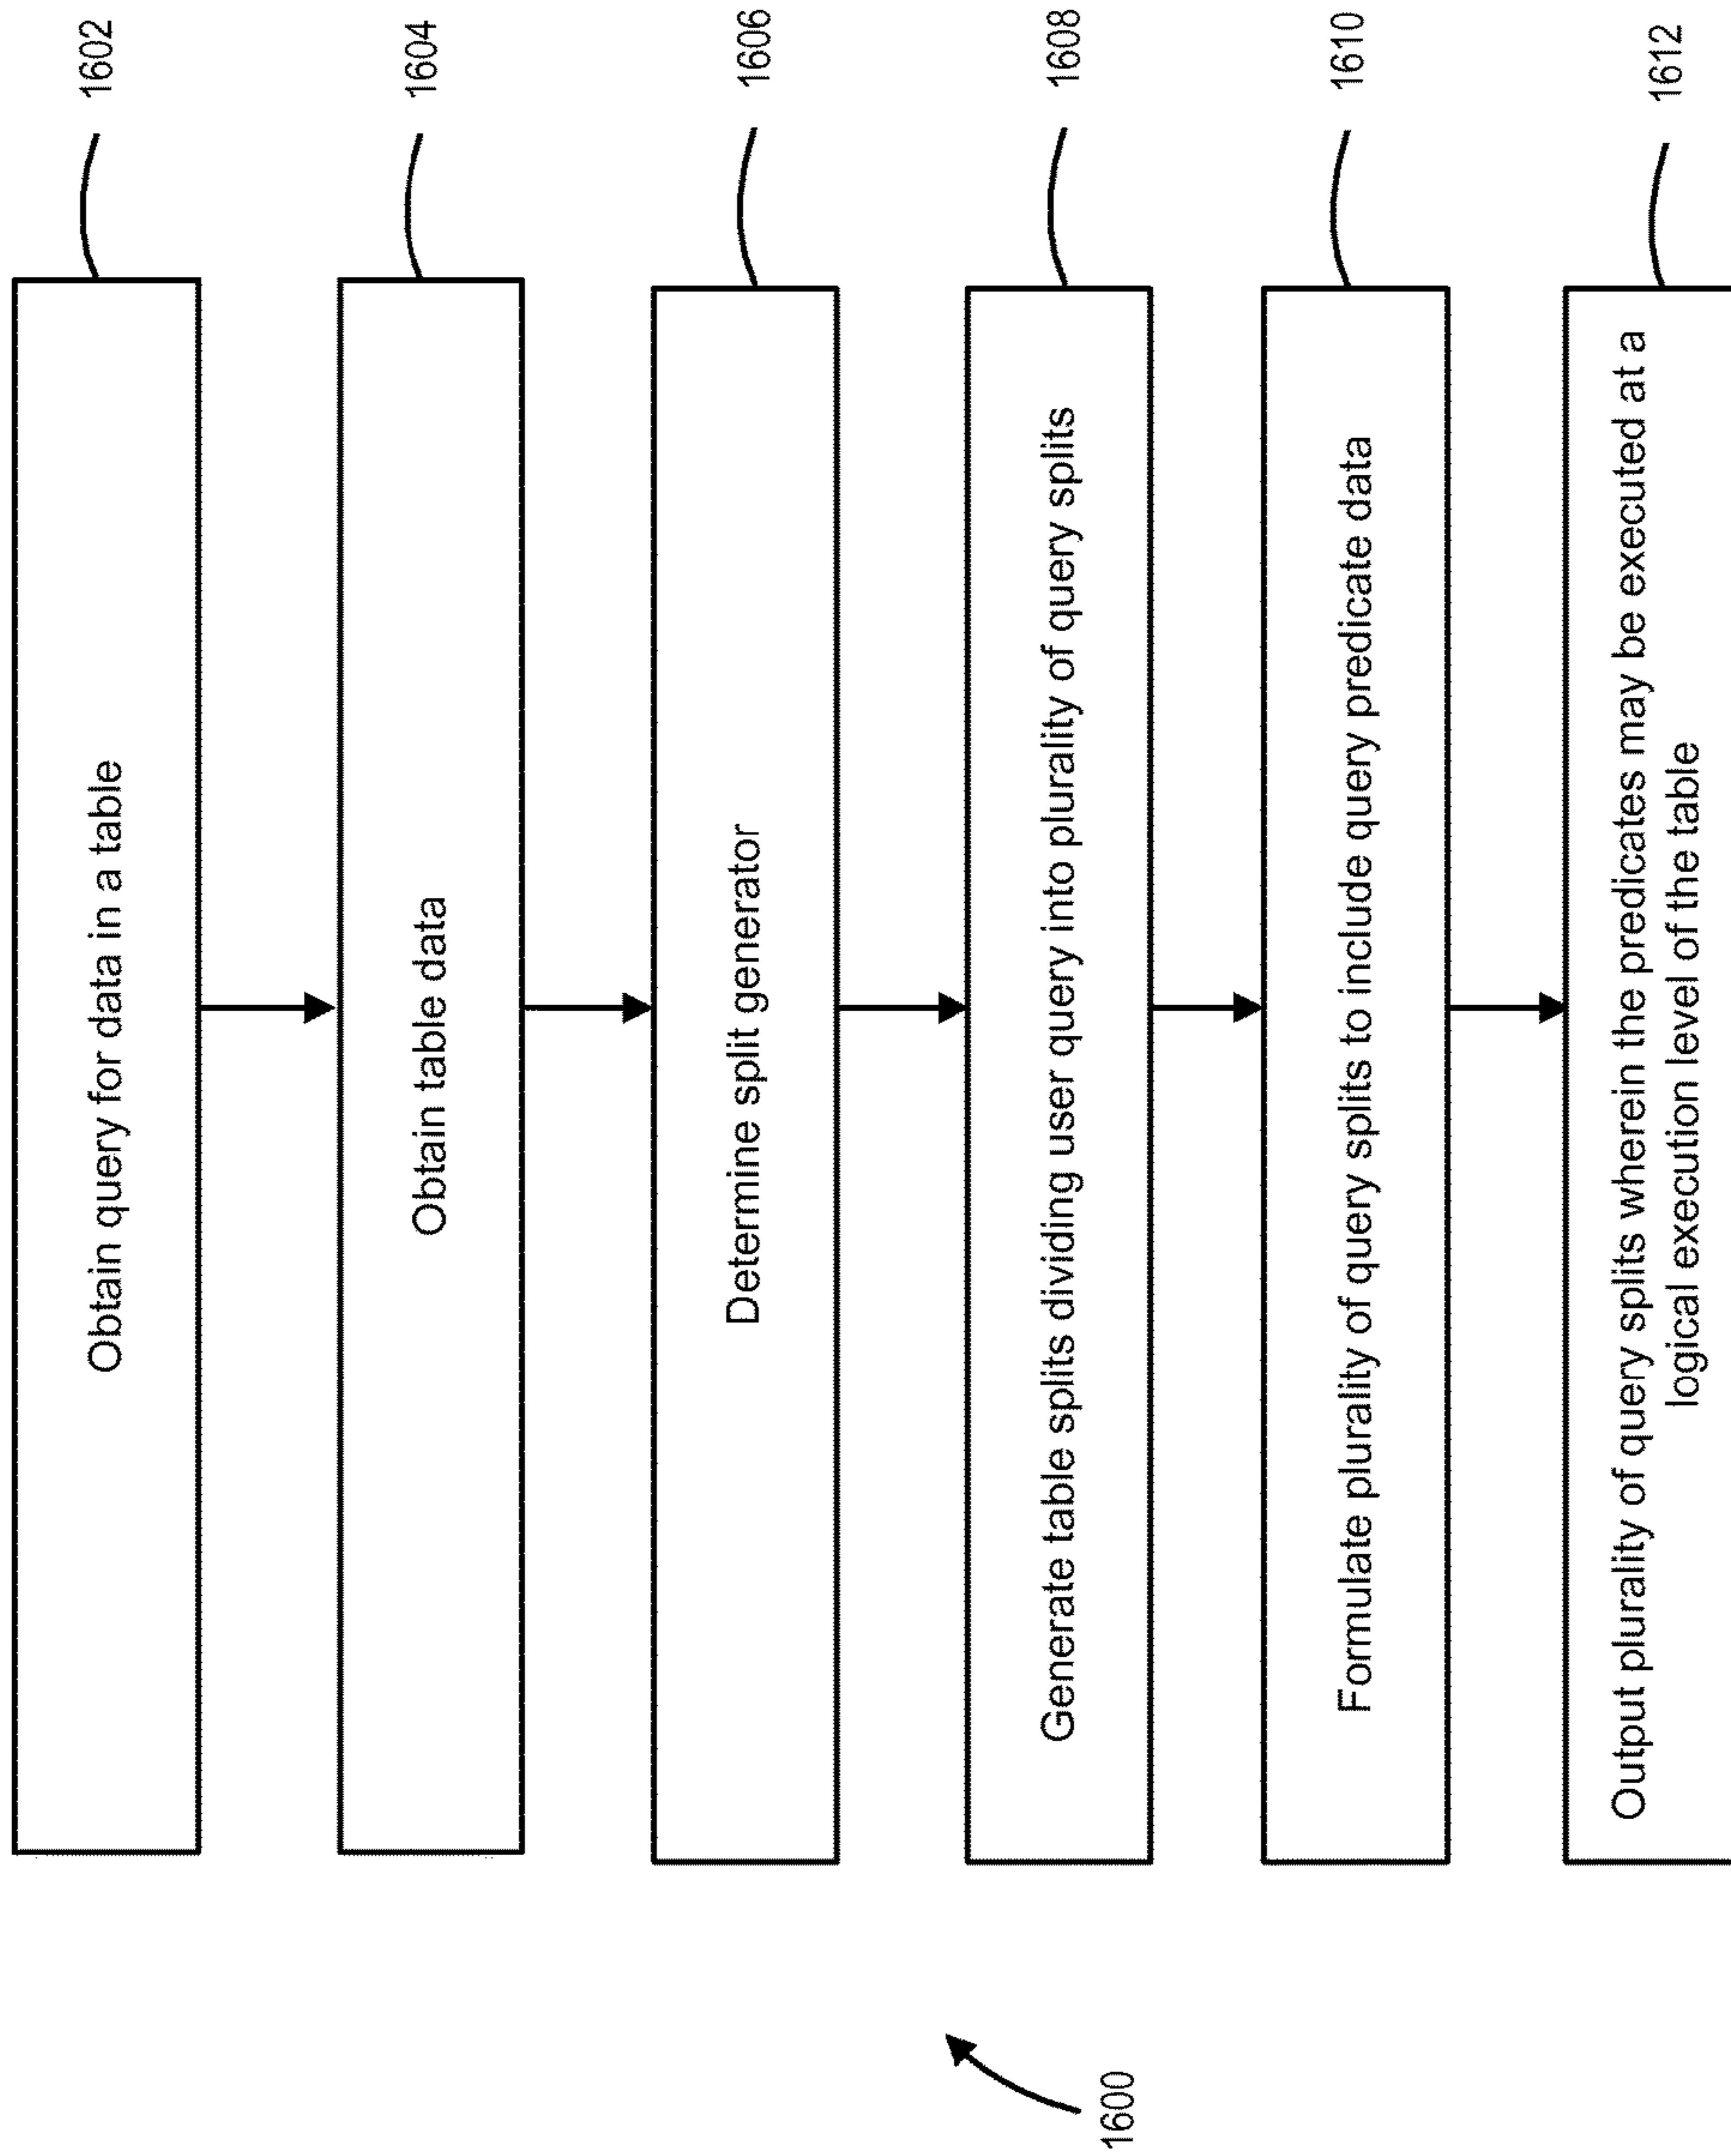 Obtain query for data in a table
1602
Obtain table data
1604
Determine split generator
1606
Generate table splits dividing user query into plurality of query splits
1608
Formulate plurality of query splits to include query predicate data
1610
Output plurality of query splits wherein the predicates may be executed at a
logical execution level of the table
1612
1600